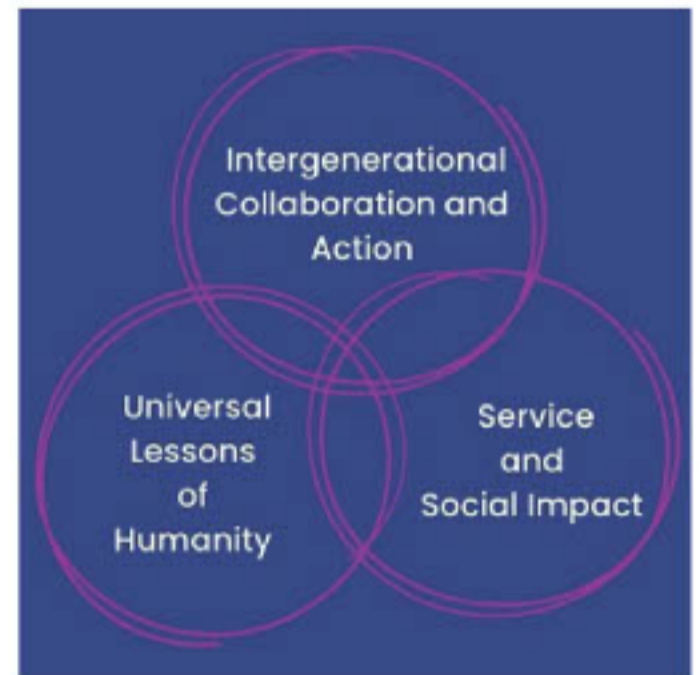 Intergenerational
Collaboration and
Action
Universal
Lessons
of
Humanity
Service
and
Social Impact